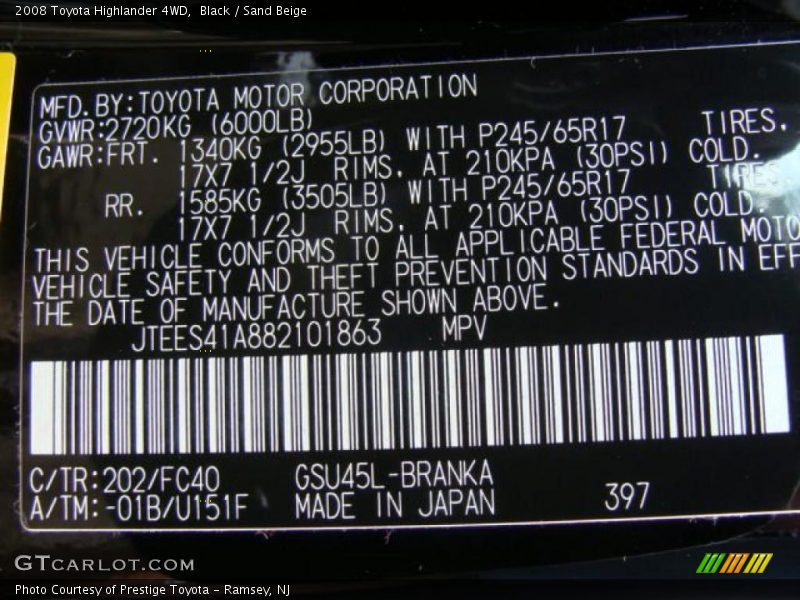 2008 Toyota Highlander 4WD,  Black / Sand Beige
MFD. BY: TOYOTA MOTOR CORPORATION
GVWR:2720KG (6000LB)
GAWR:FRT. 1340KG (2955LB) WITH P245/65R17 TIRES.
17X7 1/2J RIMS. AT 210KPA (30PSI) COLD.
RR. 1585KG (3505LB) WITH P245/65R17 TIRES
17X7 1/2J RIMS. AT 210KPA (30PSI) COLD.
THIS VEHICLE CONFORMS TO ALL APPLICABLE FEDERAL MOTO
VEHICLE SAFETY AND THEFT PREVENTION STANDARDS IN EFF
THE DATE OF MANUFACTURE SHOWN ABOVE.
JTEES41A882101863 MPV
C/TR:202/FC40 GSU45L-BRANKA
A/TM:-01B/U151F MADE IN JAPAN 397
GTCARLOT.COM
Photo Courtesy of Prestige Toyota - Ramsey, NJ